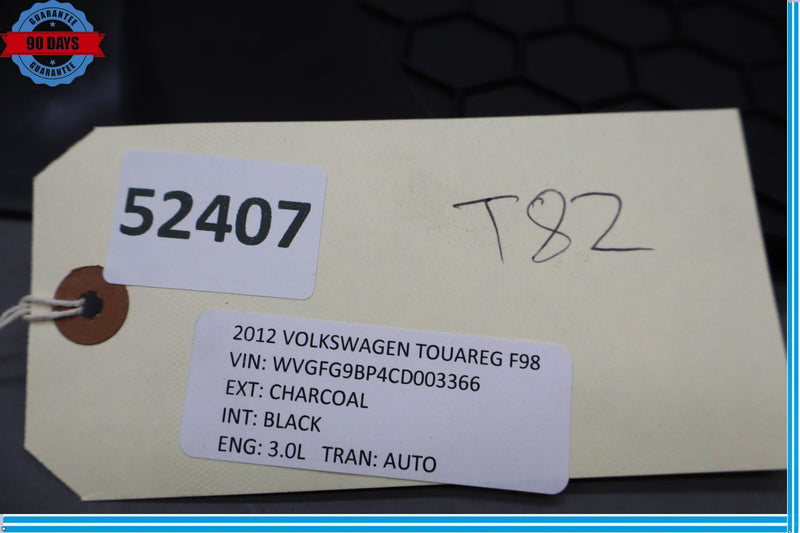 GUARANTEE
90 DAYS
GUARANTEE
52407
T82
2012 VOLKSWAGEN TOUAREG F98
VIN: WVGFG9BP4CD003366
EXT: CHARCOAL
INT: BLACK
ENG: 3.0L TRAN: AUTO